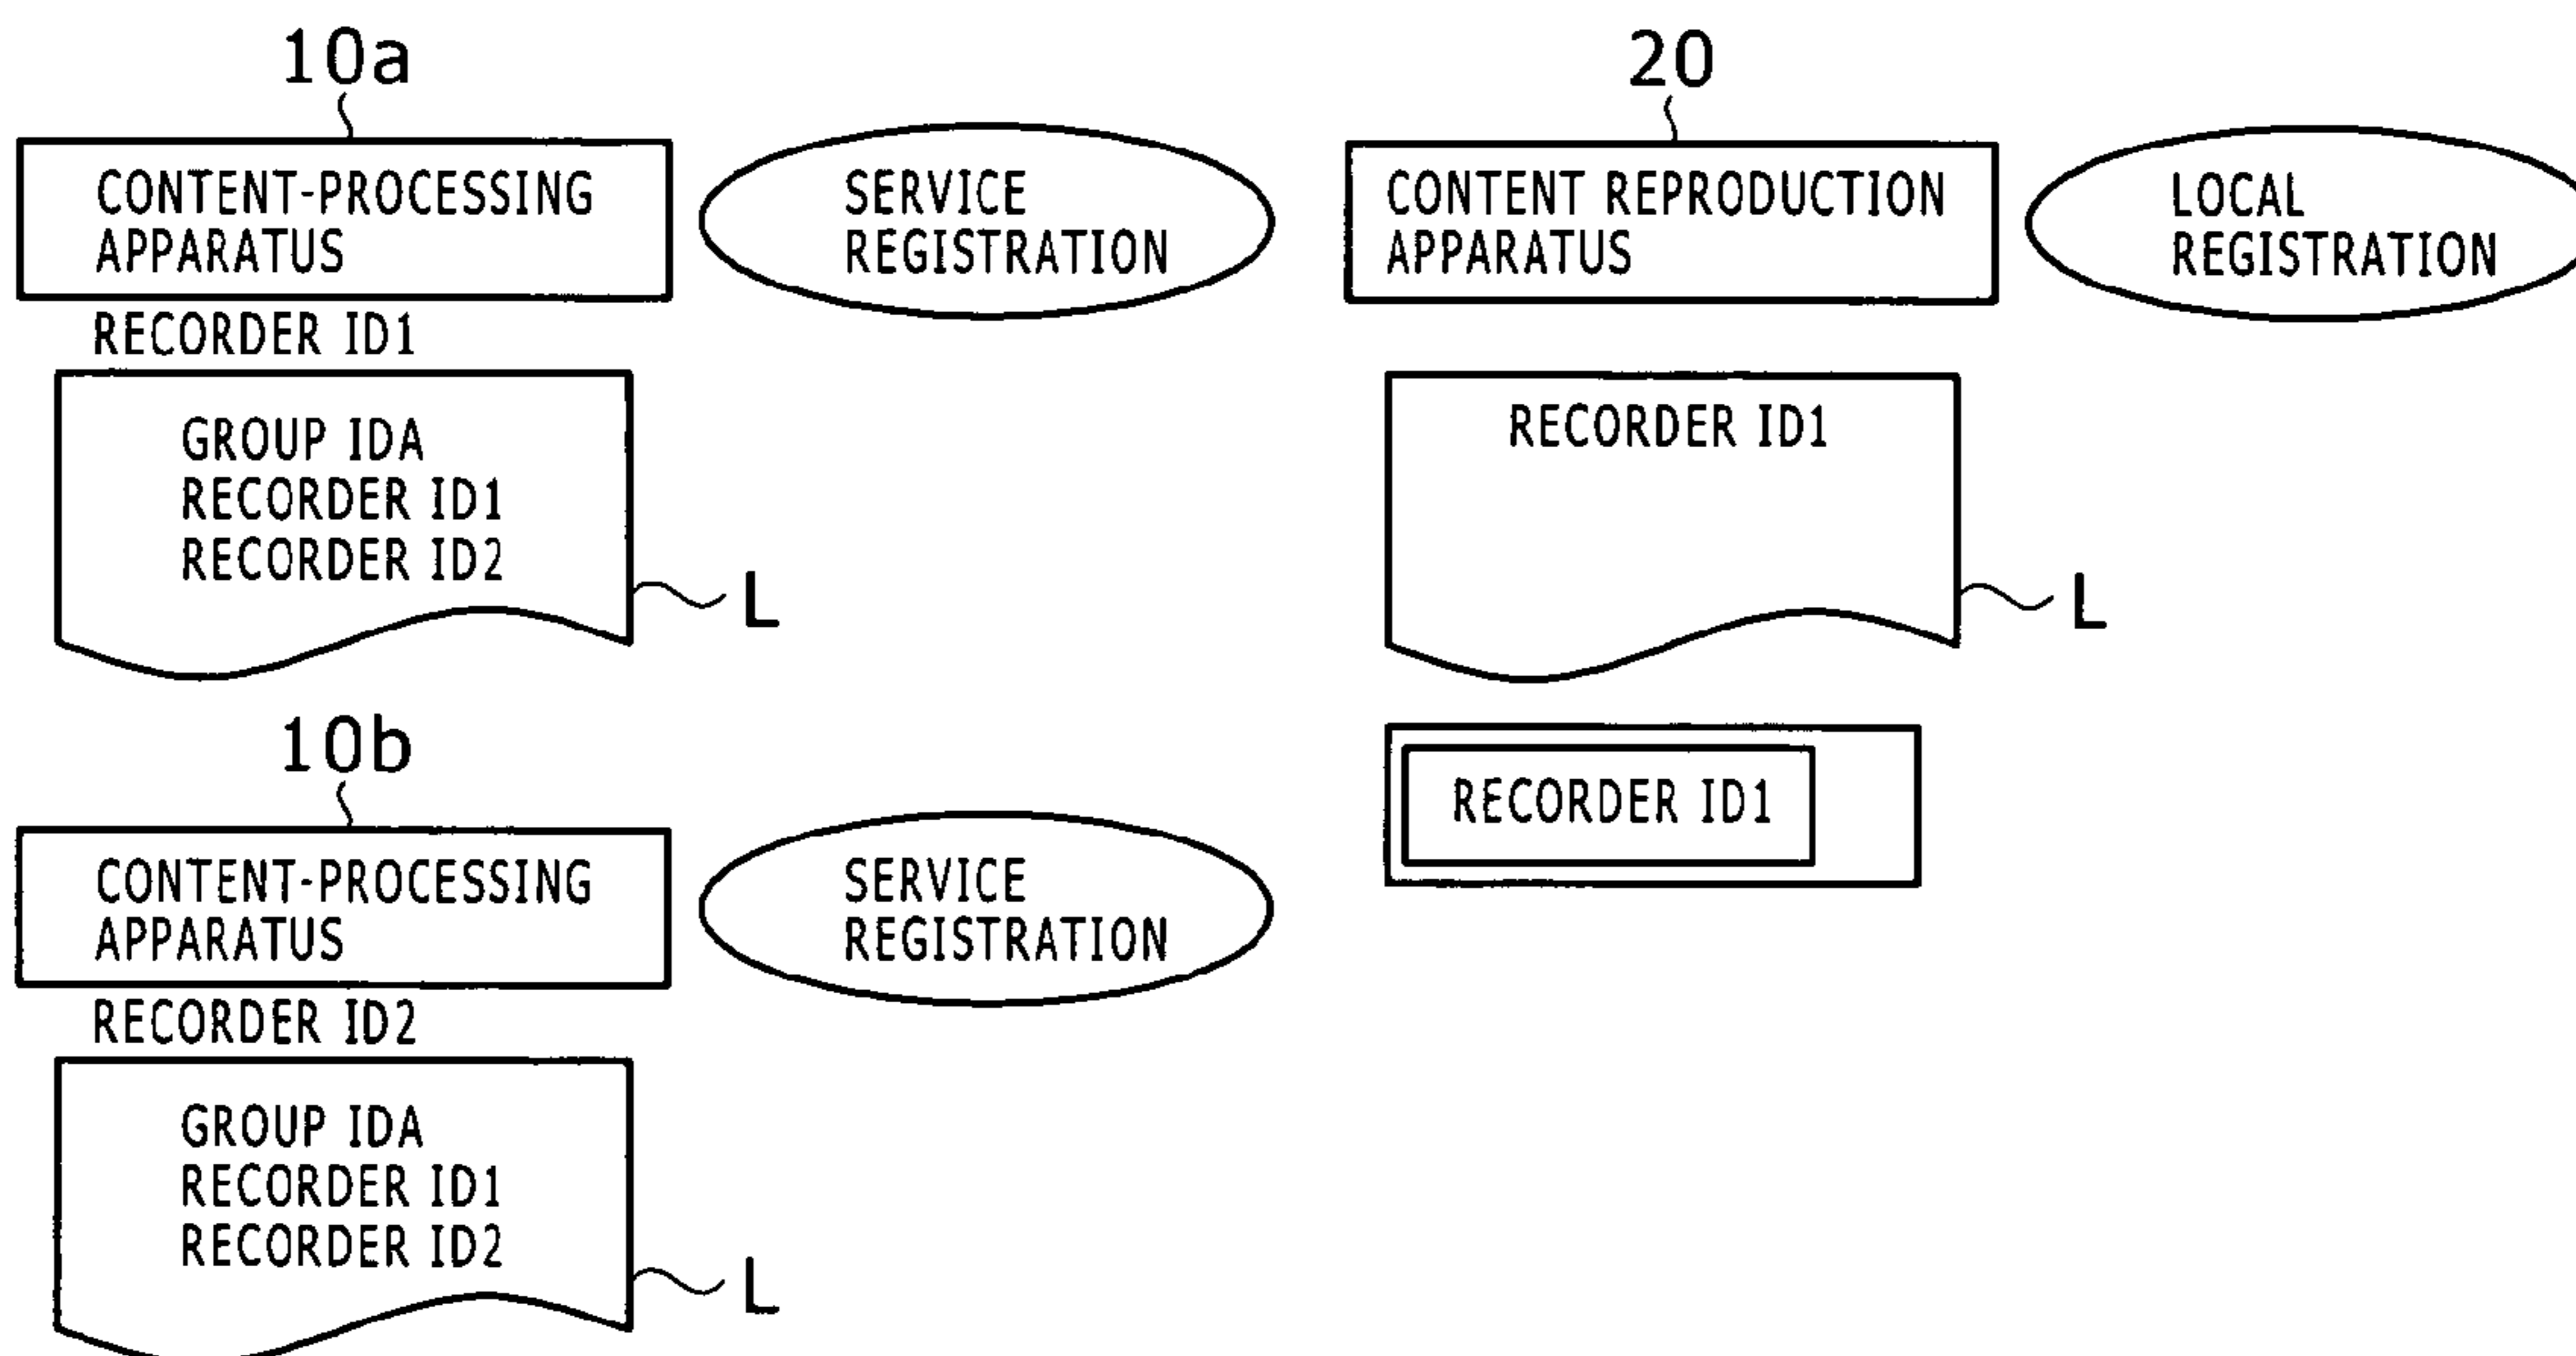 10a
CONTENT-PROCESSING
APPARATUS
SERVICE
REGISTRATION
RECORDER ID1
GROUP IDA
RECORDER ID1
RECORDER ID2
L
10b
CONTENT-PROCESSING
APPARATUS
SERVICE
REGISTRATION
RECORDER ID2
GROUP IDA
RECORDER ID1
RECORDER ID2
L
20
CONTENT REPRODUCTION
APPARATUS
LOCAL
REGISTRATION
RECORDER ID1
L
RECORDER ID1